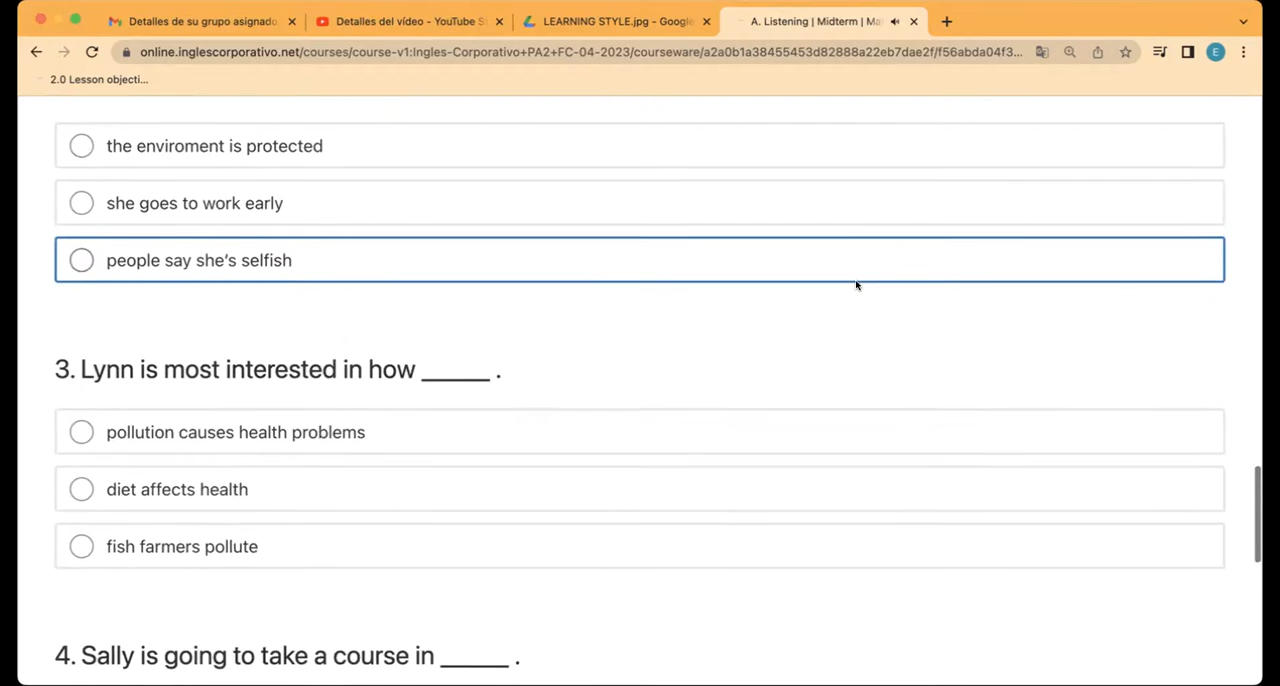 Detalles de su grupo asignado
Detalles del vídeo - YouTube S
LEARNING STYLE.jpg - Google
A. Listening | Midterm | Ma
online.inglescorporativo.net/courses/course-v1:Ingles-Corporativo+PA2+FC-04-2023/courseware/a2a0b1a38455453d82888a22eb7dae2f/f56abda04f3...
E
2.0 Lesson objecti...
the enviroment is protected
she goes to work early
people say she's selfish
3. Lynn is most interested in how ______ .
pollution causes health problems
diet affects health
fish farmers pollute
4. Sally is going to take a course in ______ .